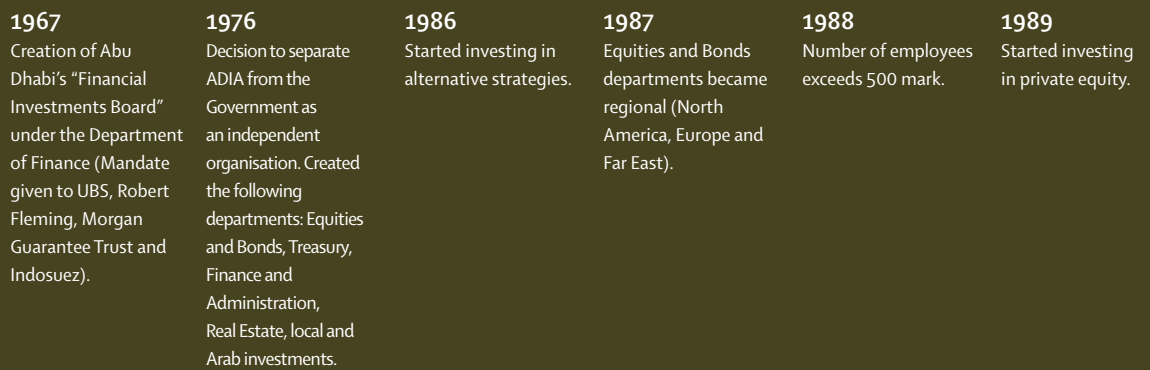 1967
Creation of Abu
Dhabi’s “Financial
Investments Board”
under the Department
of Finance (Mandate
given to UBS, Robert
Fleming, Morgan
Guarantee Trust and
Indosuez).
1976
Decision to separate
ADIA from the
Government as
an independent
organisation. Created
the following
departments: Equities
and Bonds, Treasury,
Finance and
Administration,
Real Estate, local and
Arab investments.
1986
Started investing in
alternative strategies.
1987
Equities and Bonds
departments became
regional (North
America, Europe and
Far East).
1988
Number of employees
exceeds 500 mark.
1989
Started investing
in private equity.